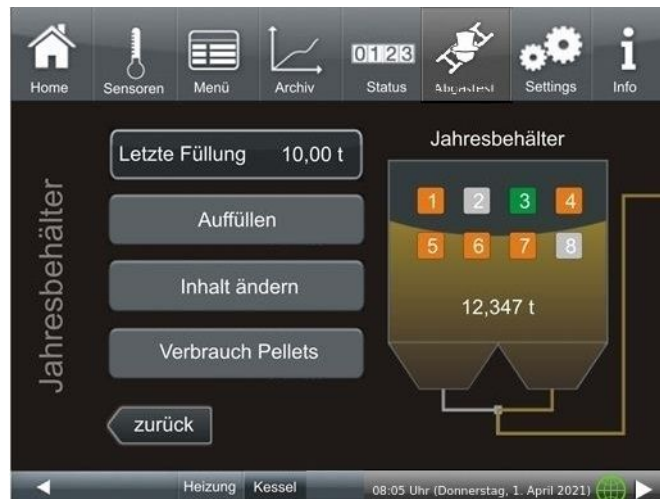 0123
Home Sensoren Menü Archiv Status Abgastest Settings Info
Jahresbehälter
Letzte Füllung 10,00 t
Auffüllen
Inhalt ändern
Verbrauch Pellets
zurück
Jahresbehälter
1 2 3 4
5 6 7 8
12,347 t
Heizung Kessel 08:05 Uhr (Donnerstag, 1. April 2021)